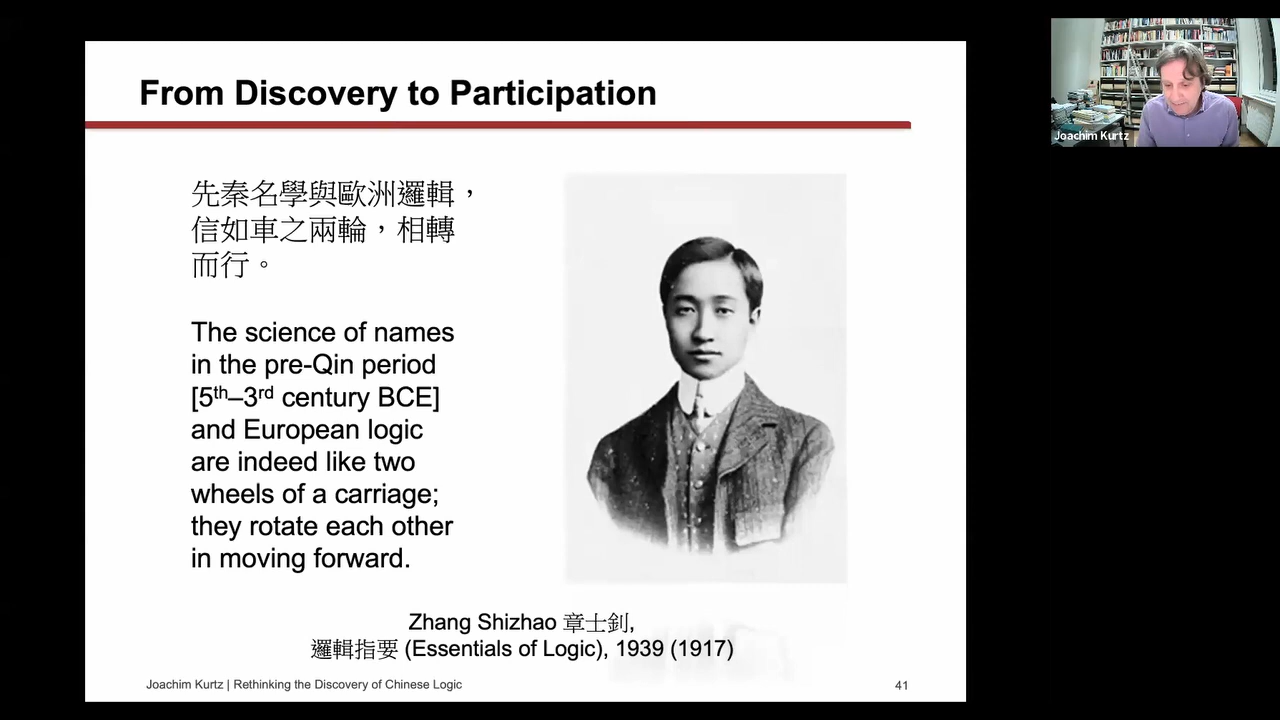 From Discovery to Participation
先秦名學與歐洲邏輯，
信如車之兩輪，相轉
而行。
The science of names
in the pre-Qin period
[5th–3rd century BCE]
and European logic
are indeed like two
wheels of a carriage;
they rotate each other
in moving forward.
Zhang Shizhao 章士釗,
邏輯指要 (Essentials of Logic), 1939 (1917)
Joachim Kurtz | Rethinking the Discovery of Chinese Logic
41
Joachim Kurtz